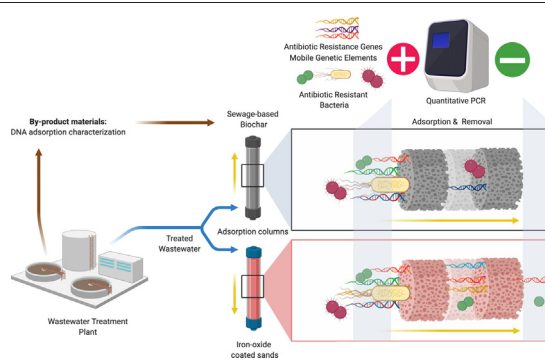 Antibiotic Resistance Genes
Mobile Genetic Elements
Antibiotic Resistant
Bacteria
Quantitative PCR
By-product materials:
DNA adsorption characterization
Sewage-based
Biochar
Adsorption & Removal
Adsorption columns
Treated
Wastewater
Wastewater Treatment
Plant
Iron-oxide
coated sands